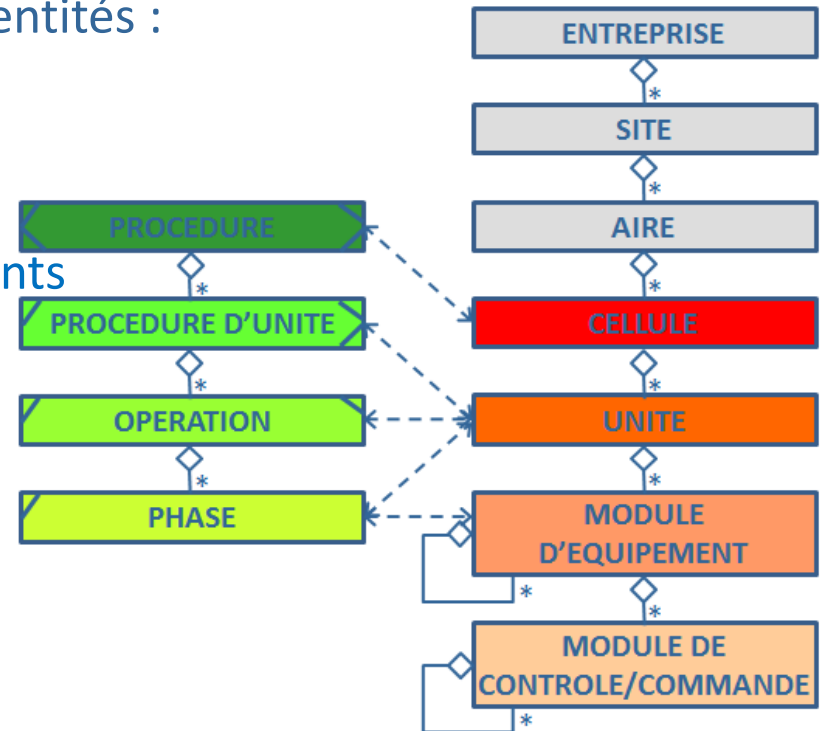 entités :
ENTREPRISE
*
SITE
*
AIRE
*
PROCEDURE
*
nts
PROCEDURE D'UNITE
*
OPERATION
*
PHASE
CELLULE
*
UNITE
*
MODULE
D'EQUIPEMENT
*
*
MODULE DE
CONTROLE/COMMANDE
*